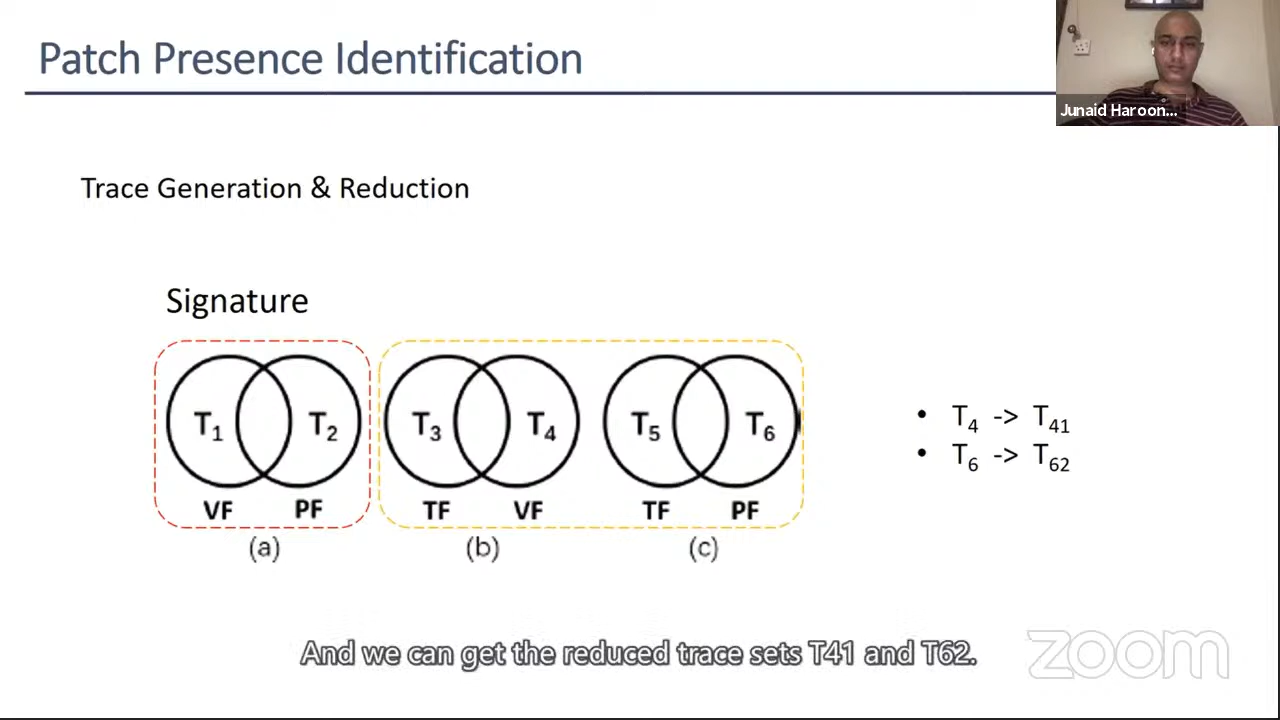 Patch Presence Identification
Junaid Haroon...
Trace Generation & Reduction
Signature
T1 T2 T3 T4 T5 T6
VF PF TF VF TF PF
(a) (b) (c)
• T4 -> T41
• T6 -> T62
And we can get the reduced trace sets T41 and T62.
zoom